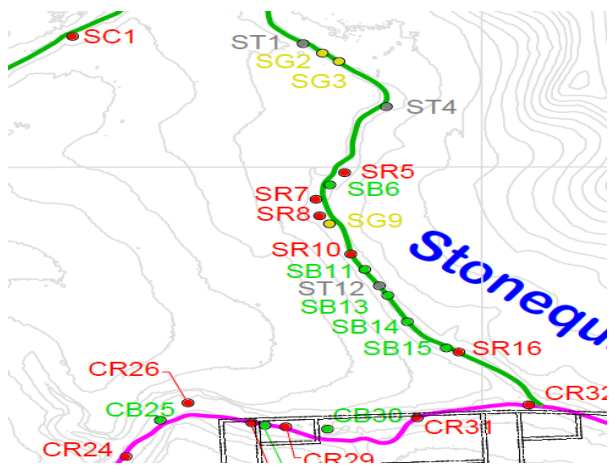 SC1
ST1
SG2
SG3
ST4
SR5
SB6
SR7
SR8
SG9
SR10
SB11
ST12
SB13
SB14
SB15
SR16
Stonequ
CR26
CB25
CB30
CR32
CR31
CR24
CR29